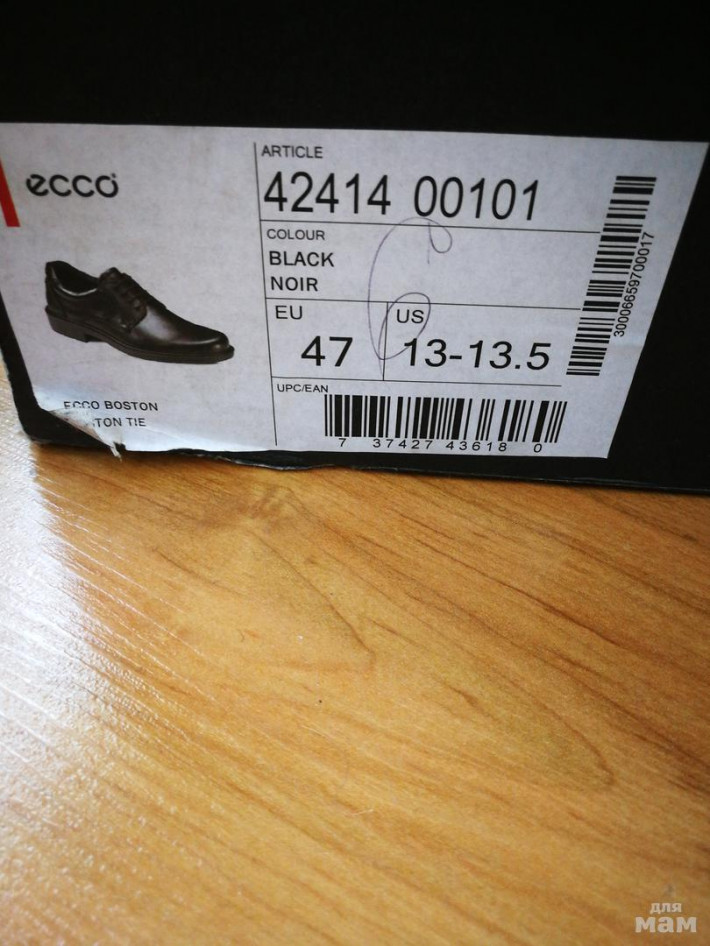 ecco
ECCO BOSTON
TON TIE
ARTICLE
42414 00101
COLOUR
BLACK
NOIR
EU
47
US
13-13.5
UPC/EAN
7 37427 43618 0
30006659700017
для
мам